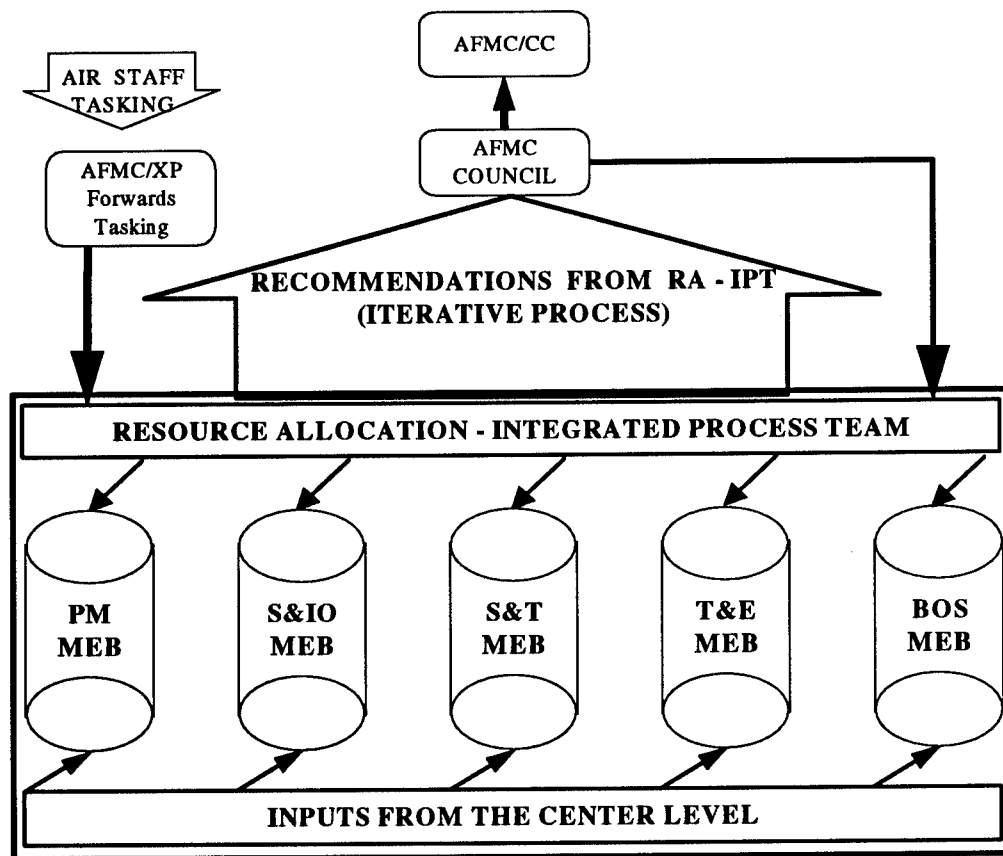 AFMC/CC
AIR STAFF
TASKING
AFMC/XP
Forwards
Tasking
AFMC
COUNCIL
RECOMMENDATIONS FROM RA - IPT
(ITERATIVE PROCESS)
RESOURCE ALLOCATION - INTEGRATED PROCESS TEAM
PM
MEB
S&IO
MEB
S&T
MEB
T&E
MEB
BOS
MEB
INPUTS FROM THE CENTER LEVEL